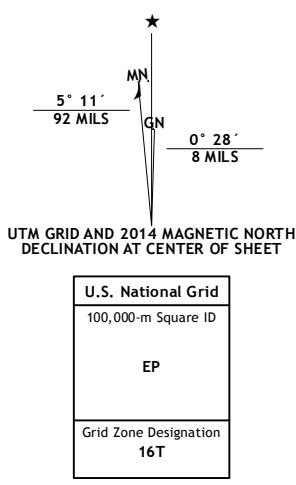 ★
MN
GN
5° 11´
92 MILS
0° 28´
8 MILS
UTM GRID AND 2014 MAGNETIC NORTH
DECLINATION AT CENTER OF SHEET
U.S. National Grid
100,000-m Square ID
EP
Grid Zone Designation
16T